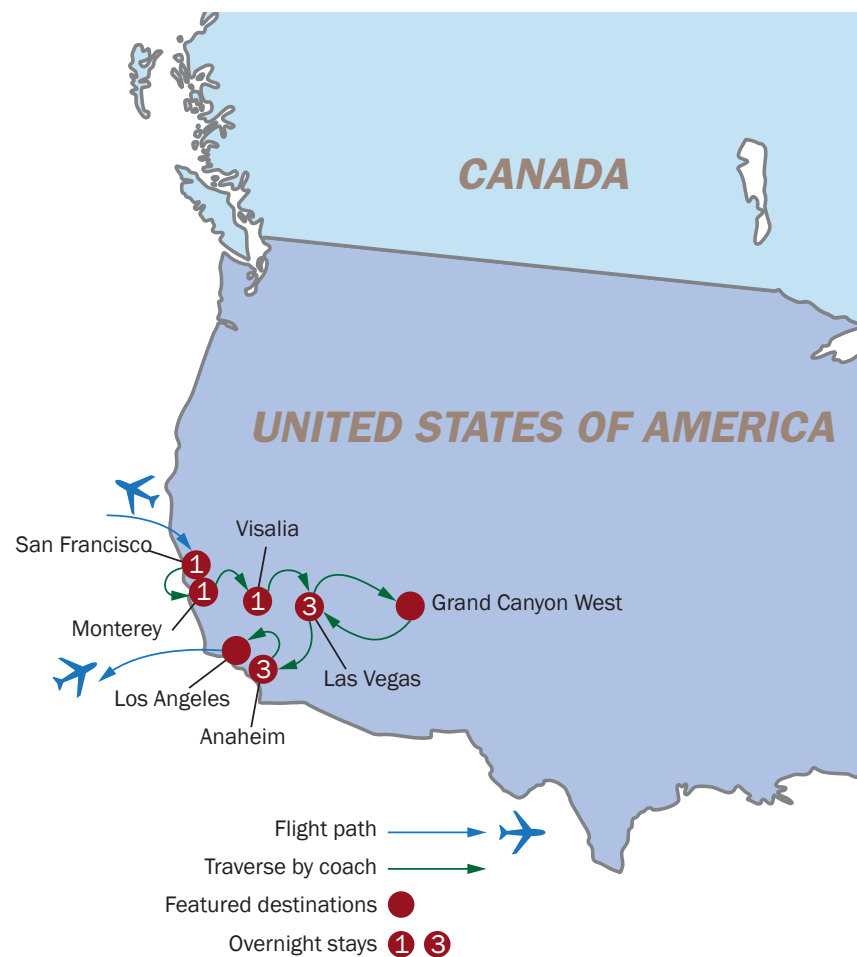 CANADA
UNITED STATES OF AMERICA
San Francisco
1
Visalia
1
Monterey
1
3
Grand Canyon West
Las Vegas
Los Angeles
3
Anaheim
Flight path
Traverse by coach
Featured destinations
Overnight stays 1 3